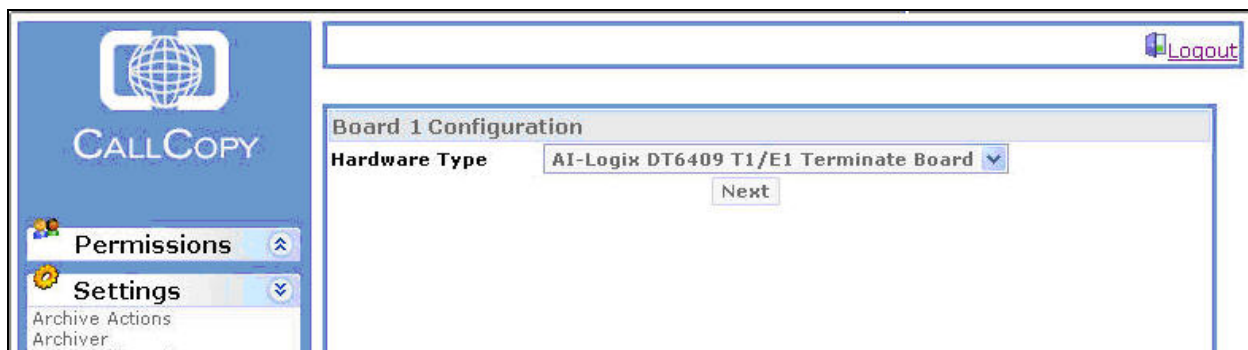 Logout
CALLCOPY
Board 1 Configuration
Hardware Type AI-Logix DT6409 T1/E1 Terminate Board
Next
Permissions
Settings
Archive Actions
Archiver